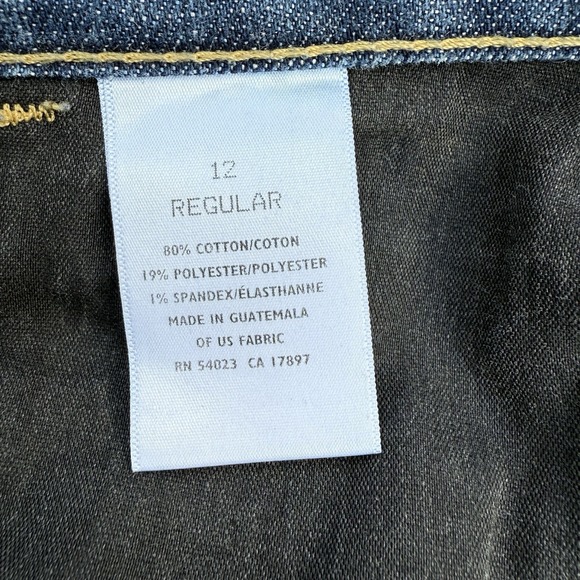 12
REGULAR
80% COTTON/COTON
19% POLYESTER/POLYESTER
1% SPANDEX/ÉLASTHANNE
MADE IN GUATEMALA
OF US FABRIC
RN 54023 CA 17897